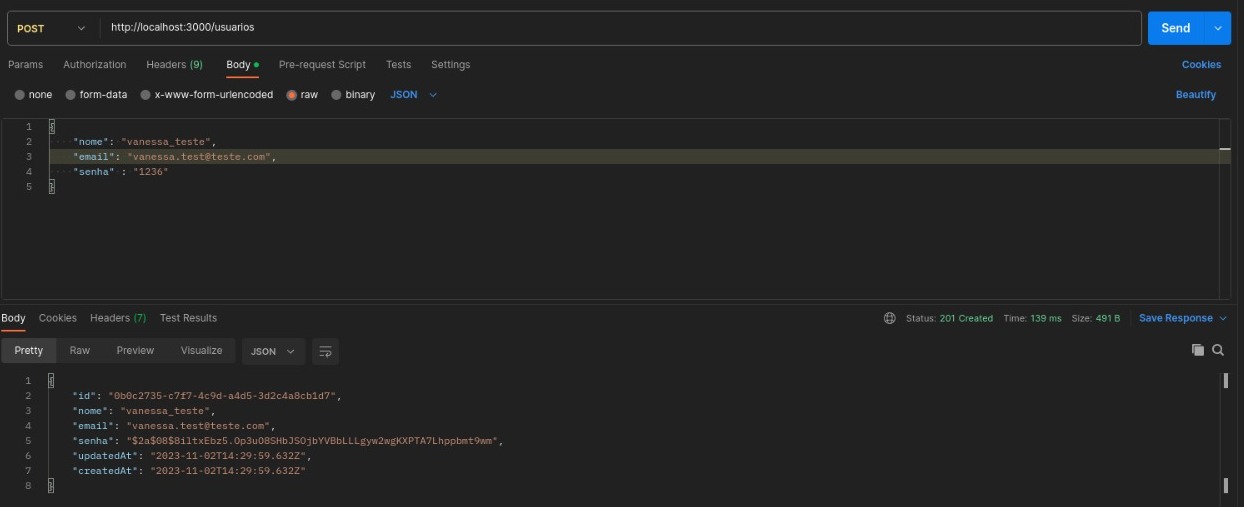 POST http://localhost:3000/usuarios Send
Params Authorization Headers (9) Body Pre-request Script Tests Settings Cookies
none form-data x-www-form-urlencoded raw binary JSON Beautify
1 {
2 "nome": "vanessa_teste",
3 "email": "vanessa.test@teste.com",
4 "senha" : "1236"
5 }
Body Cookies Headers (7) Test Results Status: 201 Created Time: 139 ms Size: 491 B Save Response
Pretty Raw Preview Visualize JSON
1 {
2 "id": "0b0c2735-c7f7-4c9d-a4d5-3d2c4a8cb1d7",
3 "nome": "vanessa_teste",
4 "email": "vanessa.test@teste.com",
5 "senha": "$2a$08$8iltxEbz5.Op3uO8SHbJSOjbYVBbLLLgyw2wgKXPTA7Lhppbmt9wm",
6 "updatedAt": "2023-11-02T14:29:59.632Z",
7 "createdAt": "2023-11-02T14:29:59.632Z"
8 }